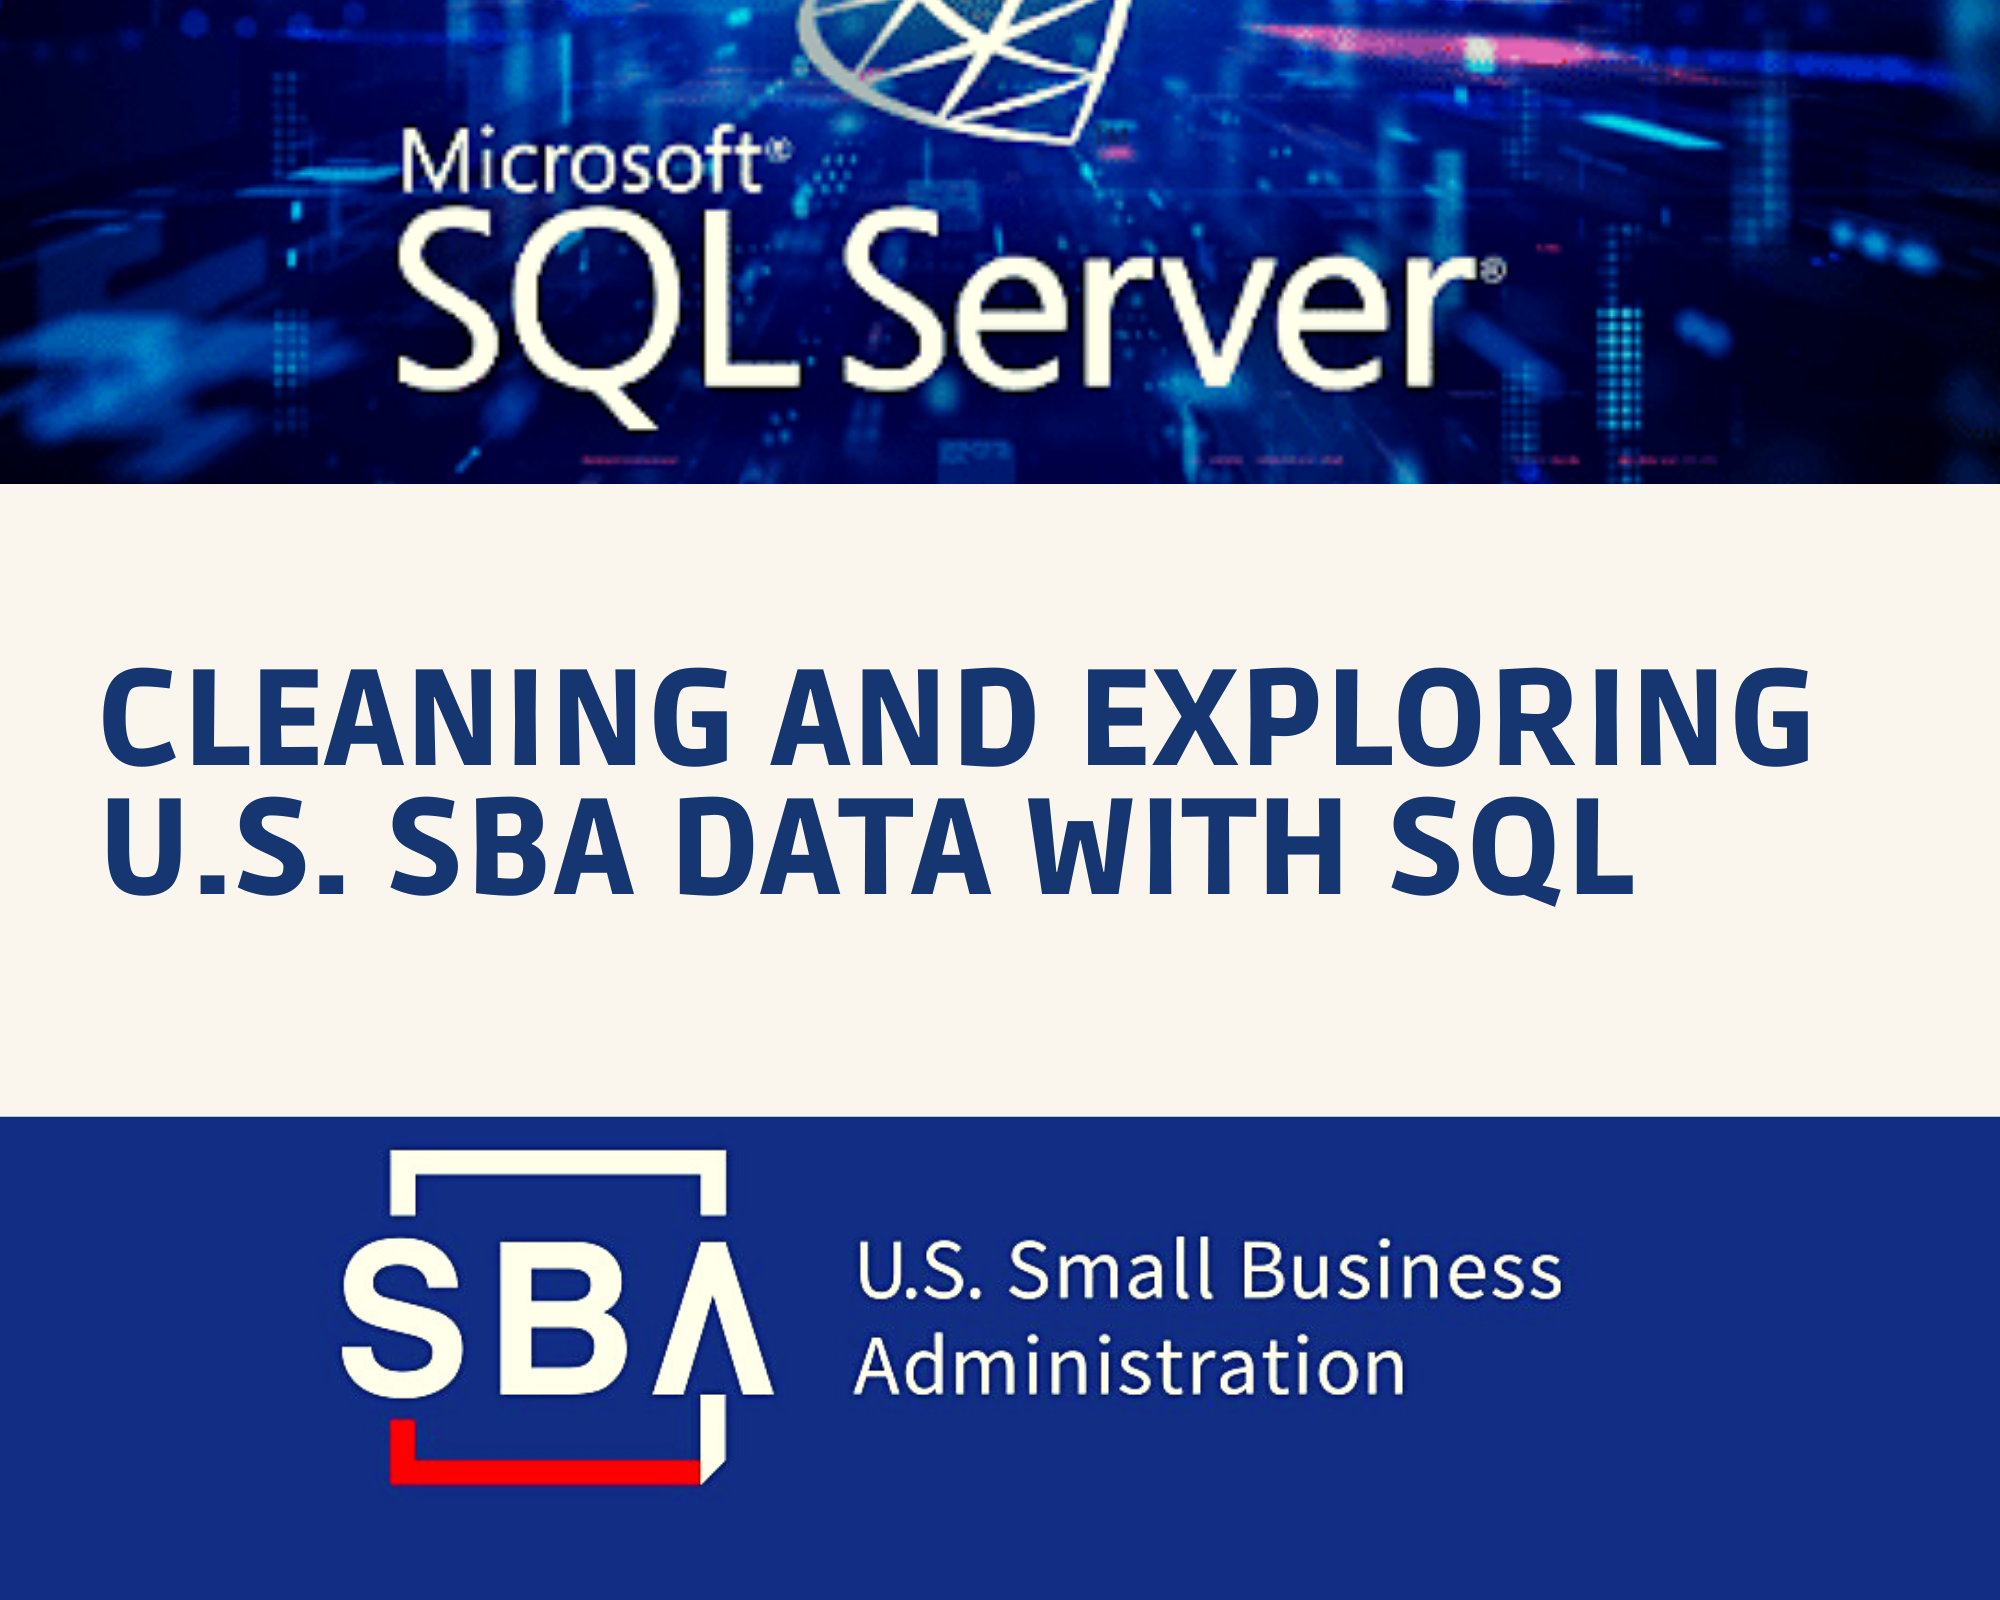 Microsoft®
SQL Server®
CLEANING AND EXPLORING
U.S. SBA DATA WITH SQL
SBA
U.S. Small Business
Administration